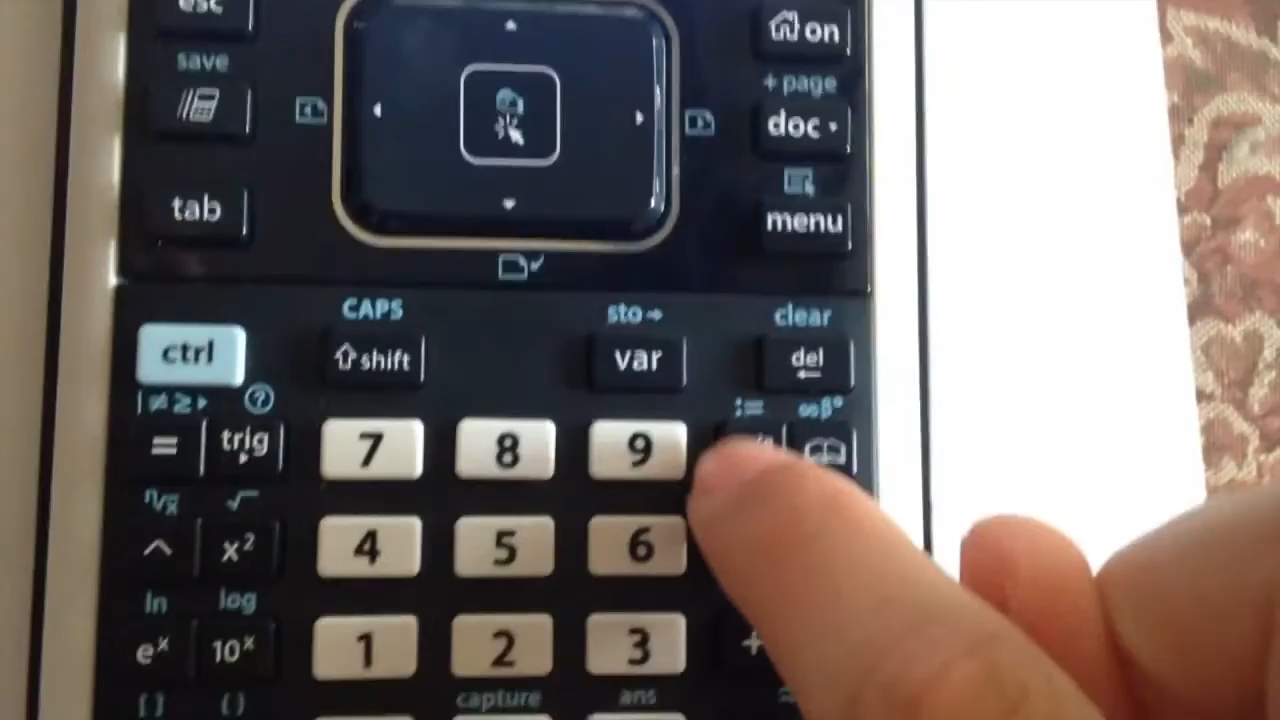 esc
on
save
+ page
doc
tab
menu
CAPS sto→ clear
ctrl ⇧shift var del
|≠≥▸ ? := ∞β°
= trig 7 8 9
ⁿ√x √
^ x² 4 5 6
ln log
eˣ 10ˣ 1 2 3 +
[ ] ( ) capture ans ≈